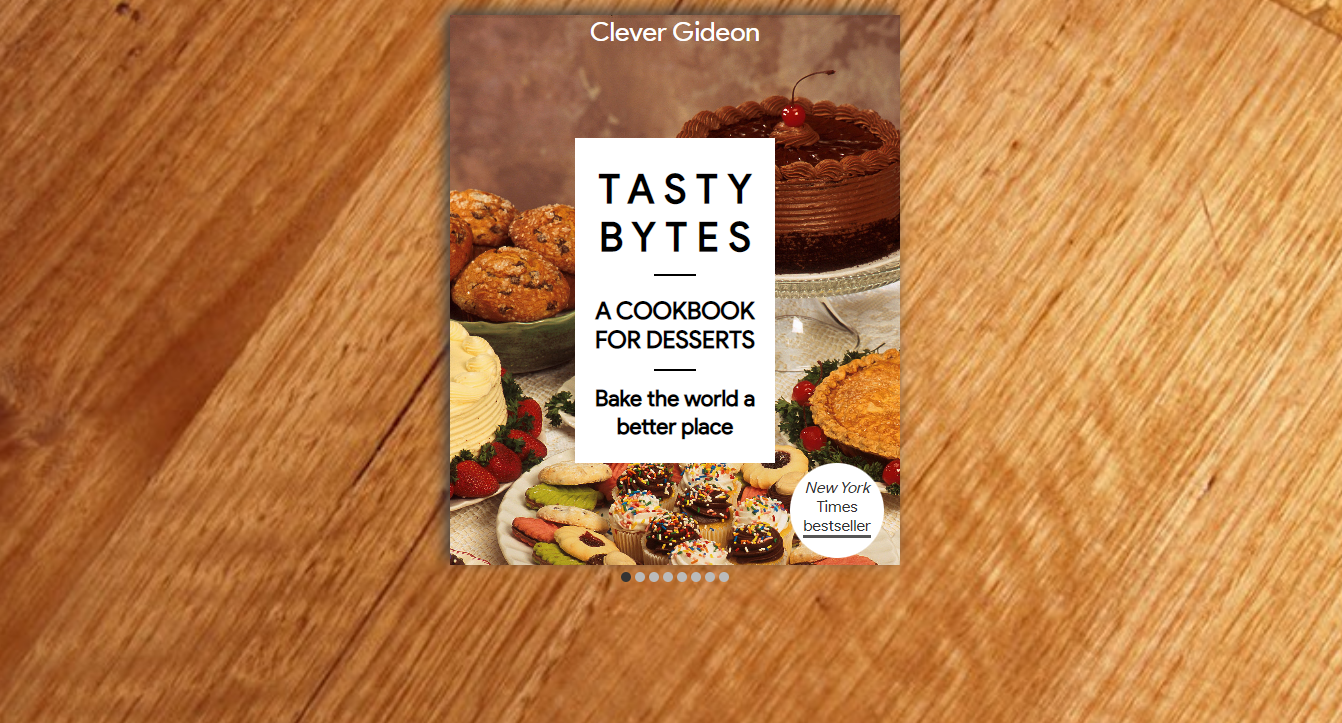 Clever Gideon
TASTY
BYTES
A COOKBOOK
FOR DESSERTS
Bake the world a
better place
New York
Times
bestseller